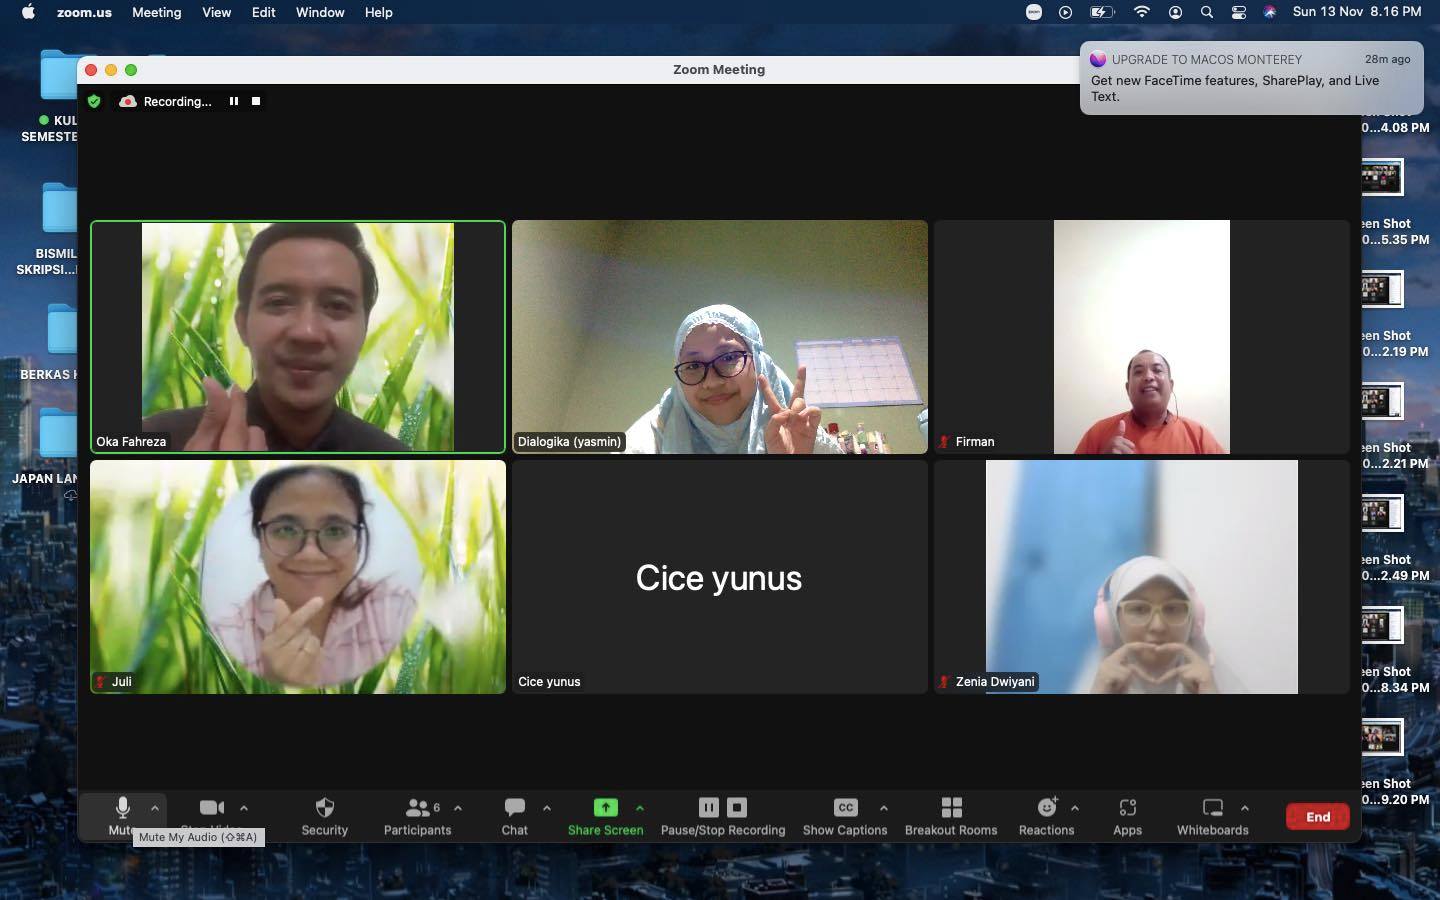 zoom.us Meeting View Edit Window Help
Sun 13 Nov 8.16 PM
Zoom Meeting
UPGRADE TO MACOS MONTEREY 28m ago
Get new FaceTime features, SharePlay, and Live
Text.
Recording...
KUL
SEMESTE
BISMIL
SKRIPSI...
BERKAS
JAPAN LAN
0...4.08 PM
een Shot
0...5.35 PM
een Shot
0...2.19 PM
een Shot
0...2.21 PM
een Shot
0...2.49 PM
een Shot
0...8.34 PM
een Shot
0...9.20 PM
Oka Fahreza
Dialogika (yasmin)
Firman
Juli
Cice yunus
Cice yunus
Zenia Dwiyani
Mute
Security
Participants 6
Chat
Share Screen
Pause/Stop Recording
CC
Show Captions
Breakout Rooms
Reactions
Apps
Whiteboards
End
Mute My Audio (⇧⌘A)